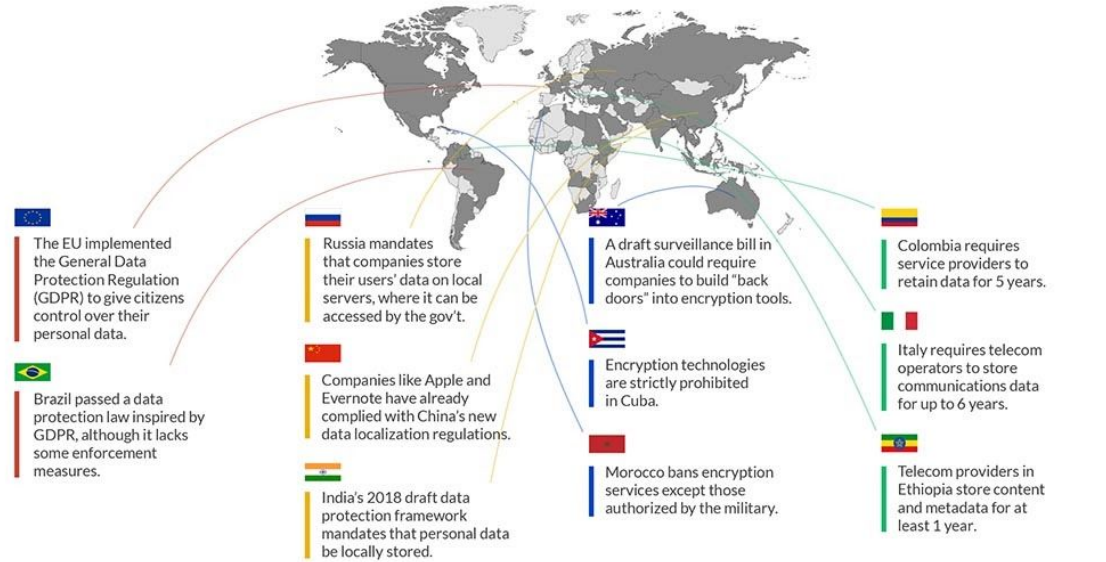 The EU implemented
the General Data
Protection Regulation
(GDPR) to give citizens
control over their
personal data.
Brazil passed a data
protection law inspired by
GDPR, although it lacks
some enforcement
measures.
Russia mandates
that companies store
their users’ data on local
servers, where it can be
accessed by the gov’t.
Companies like Apple and
Evernote have already
complied with China’s new
data localization regulations.
India’s 2018 draft data
protection framework
mandates that personal data
be locally stored.
A draft surveillance bill in
Australia could require
companies to build “back
doors” into encryption tools.
Encryption technologies
are strictly prohibited
in Cuba.
Morocco bans encryption
services except those
authorized by the military.
Colombia requires
service providers to
retain data for 5 years.
Italy requires telecom
operators to store
communications data
for up to 6 years.
Telecom providers in
Ethiopia store content
and metadata for at
least 1 year.